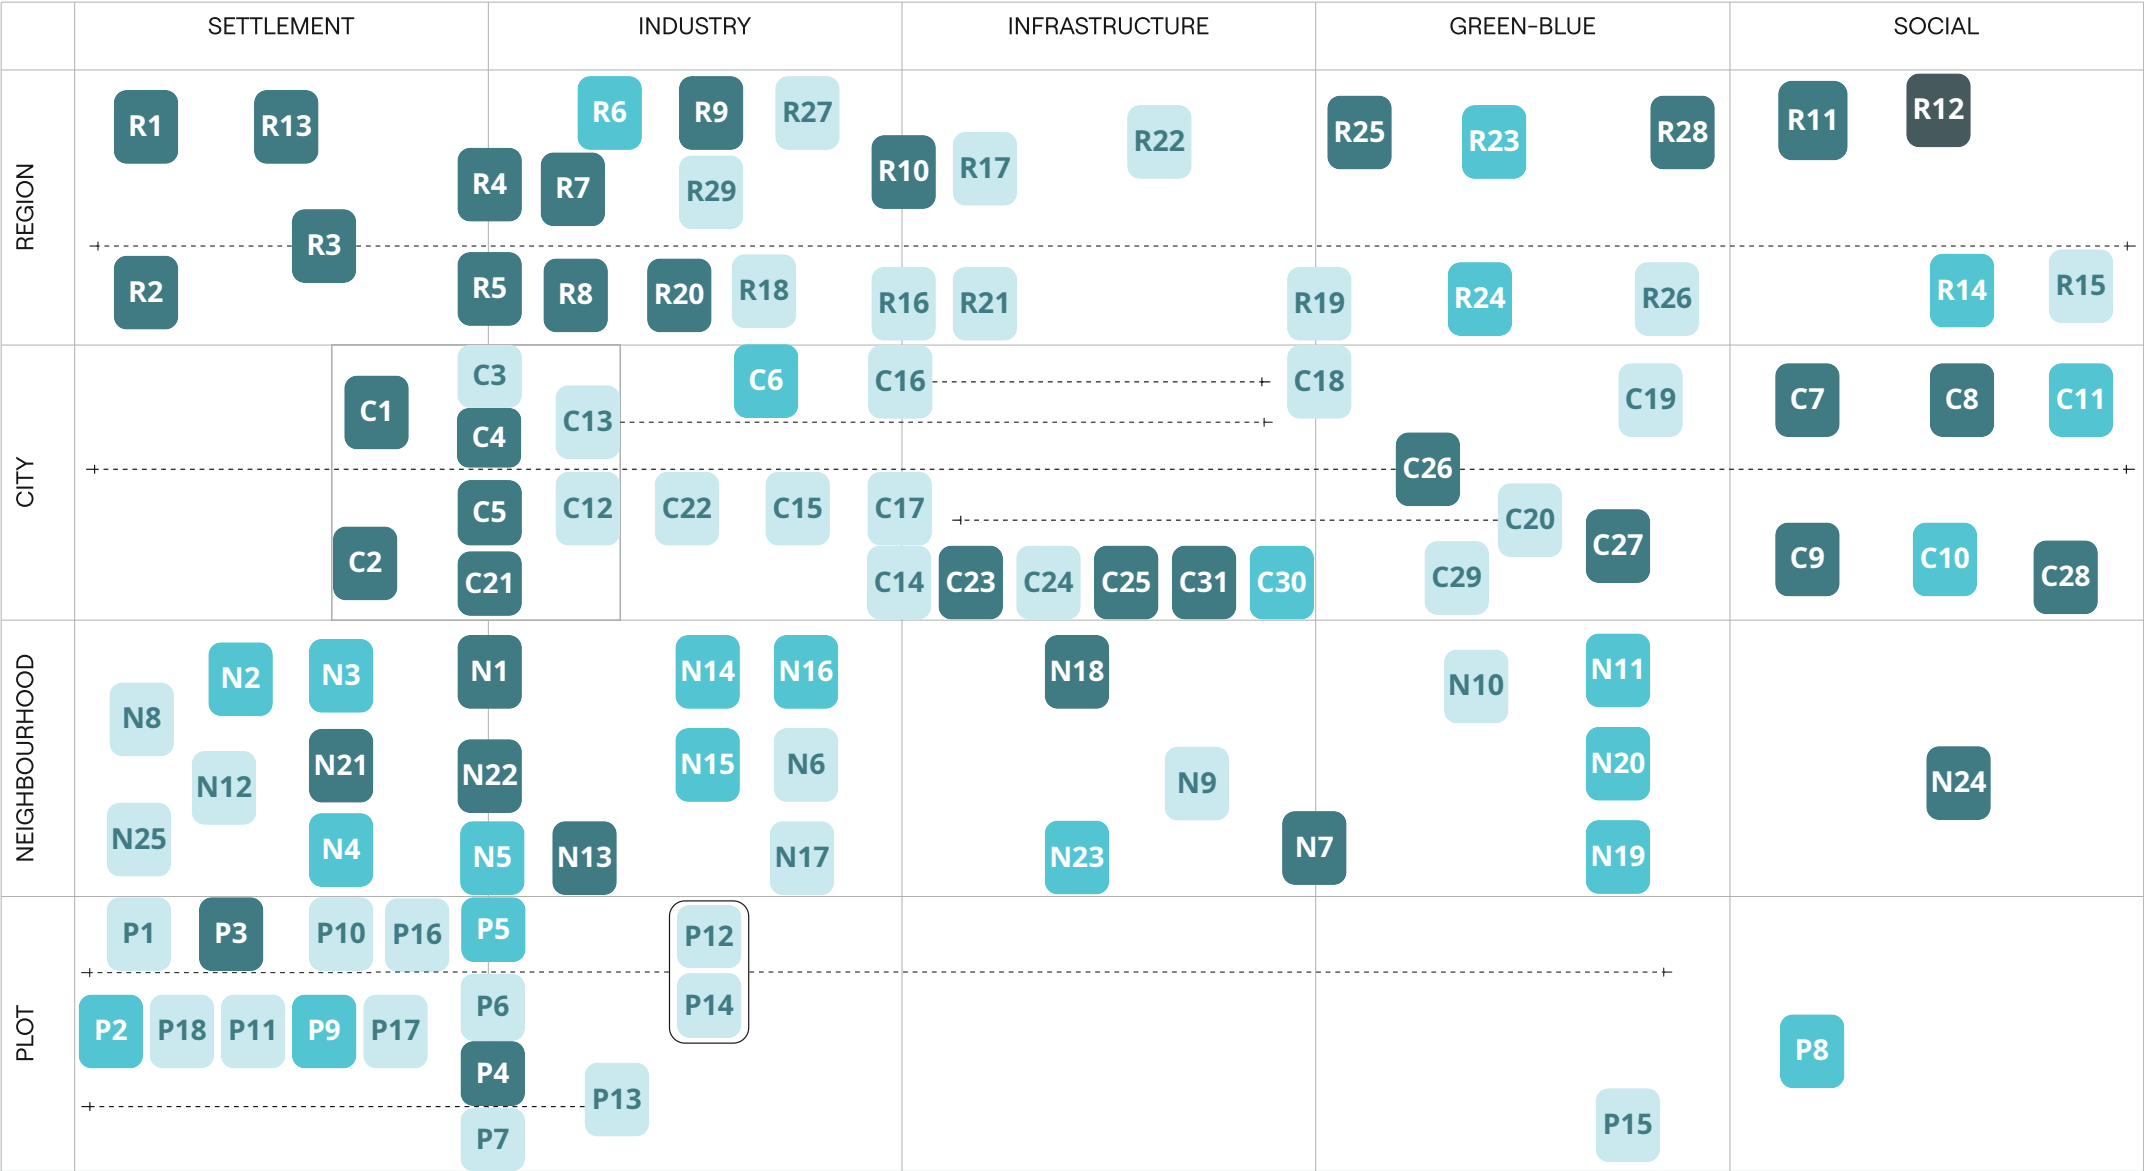 SETTLEMENT INDUSTRY INFRASTRUCTURE GREEN-BLUE SOCIAL
REGION
R6 R9 R27 R12
R1 R13 R22 R25 R23 R28 R11
R4 R7 R29 R10 R17
R3
R2 R5 R8 R20 R18 R16 R21 R19 R24 R26 R14 R15
CITY
C3 C6 C16 C18
C1 C4 C13 C19 C7 C8 C11
C26
C5 C12 C22 C15 C17 C20
C2 C21 C14 C23 C24 C25 C31 C30 C29 C27 C9 C10 C28
NEIGHBOURHOOD
N2 N3 N1 N14 N16 N18 N10 N11
N8
N12 N21 N22 N15 N6 N9 N20 N24
N25 N4 N5 N13 N17 N23 N7 N19
PLOT
P1 P3 P10 P16 P5 P12
P2 P18 P11 P9 P17 P6 P14
P4 P8
P13
P7 P15